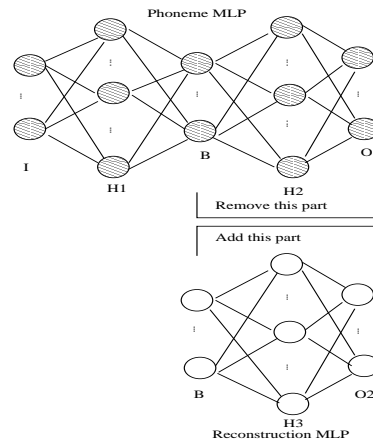 Phoneme MLP
I
H1
B
H2
O
Remove this part
Add this part
B
H3
O2
Reconstruction MLP